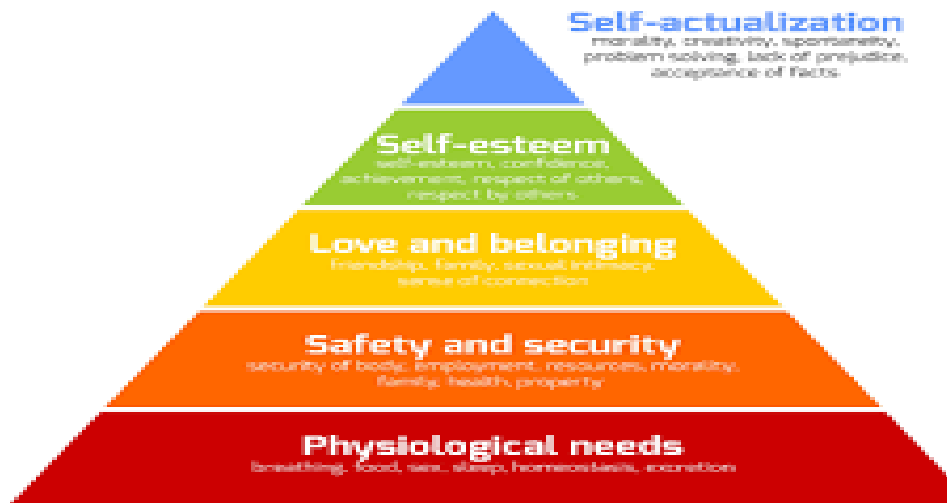 Self-actualization
morality, creativity, spontaneity,
problem solving, lack of prejudice,
acceptance of facts
Self-esteem
self-esteem, confidence,
achievement, respect of others,
respect by others
Love and belonging
friendship, family, sexual intimacy,
sense of connection
Safety and security
security of body, employment, resources, morality,
family, health, property
Physiological needs
breathing, food, sex, sleep, homeostasis, excretion